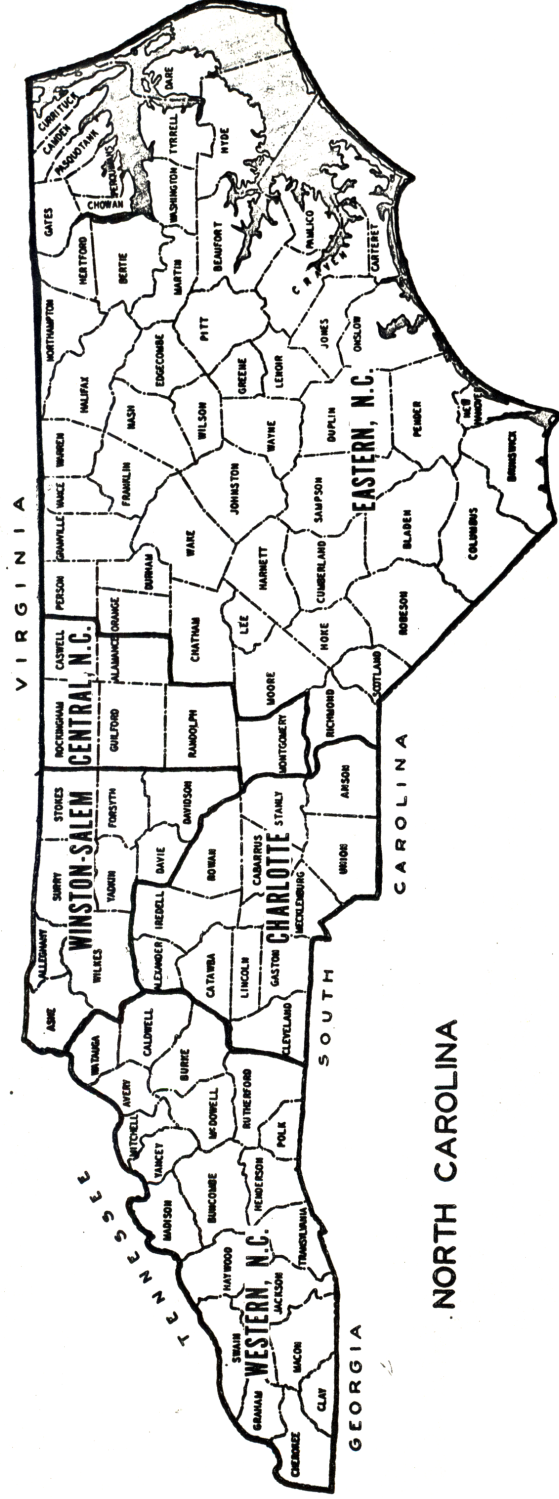 VIRGINIA
TENNESSEE
ASHE
ALLEGHANY
SURRY
STOKES
ROCKINGHAM
CASWELL
PERSON
GRANVILLE
VANCE
WARREN
NORTHAMPTON
HERTFORD
GATES
CURRITUCK
CAMDEN
PASQUOTANK
PERQUIMANS
CHOWAN
WATAUGA
WILKES
WINSTON-SALEM
CENTRAL, N.C.
YADKIN
FORSYTH
GUILFORD
ALAMANCE
ORANGE
DURHAM
FRANKLIN
HALIFAX
NASH
EDGECOMBE
BERTIE
MARTIN
WASHINGTON
TYRRELL
DARE
MITCHELL
AVERY
CALDWELL
ALEXANDER
IREDELL
DAVIE
DAVIDSON
RANDOLPH
CHATHAM
WAKE
WILSON
PITT
BEAUFORT
HYDE
MADISON
YANCEY
McDOWELL
BURKE
CATAWBA
ROWAN
BUNCOMBE
LEE
JOHNSTON
GREENE
SWAIN
HAYWOOD
HENDERSON
RUTHERFORD
LINCOLN
CABARRUS
MOORE
HARNETT
WAYNE
LENOIR
CRAVEN
PAMLICO
GRAHAM
WESTERN, N.C.
JACKSON
POLK
CLEVELAND
GASTON
CHARLOTTE
STANLY
MONTGOMERY
CHEROKEE
CLAY
MACON
TRANSYLVANIA
MECKLENBURG
UNION
ANSON
RICHMOND
HOKE
CUMBERLAND
SAMPSON
DUPLIN
JONES
CARTERET
SCOTLAND
EASTERN, N.C.
ONSLOW
ROBESON
BLADEN
PENDER
COLUMBUS
NEW HANOVER
BRUNSWICK
GEORGIA
SOUTH CAROLINA
NORTH CAROLINA